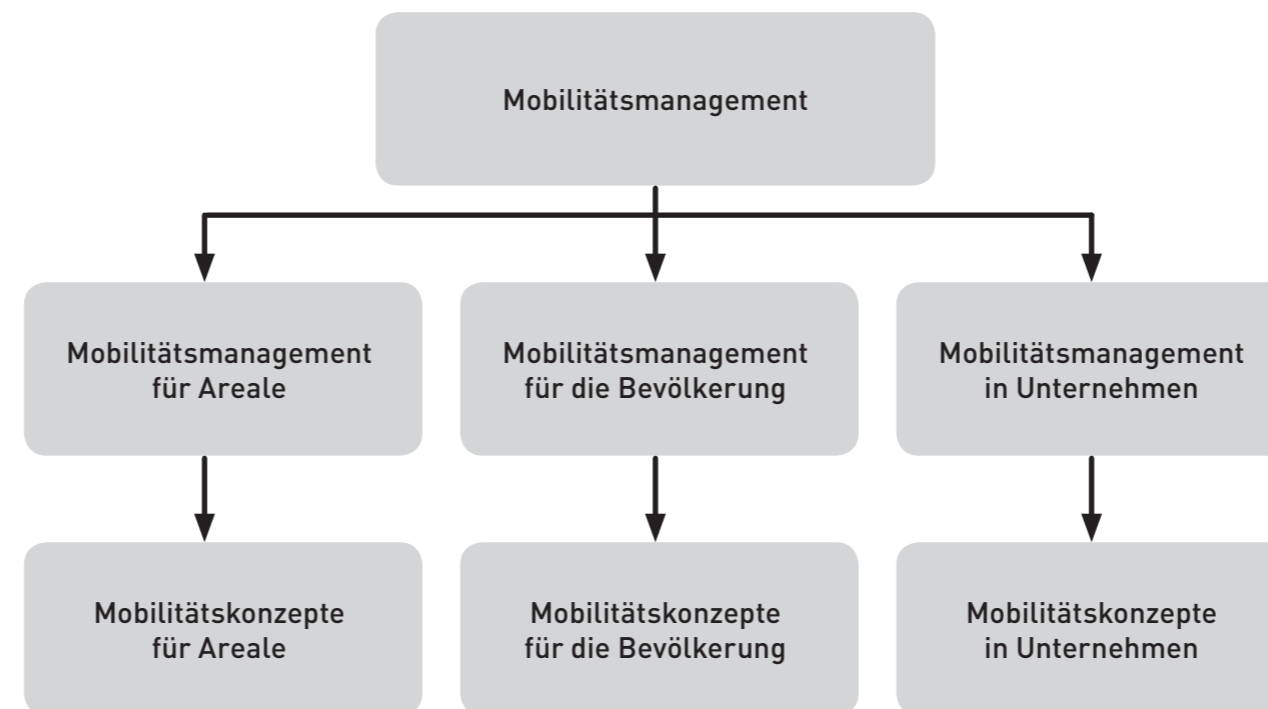 Mobilitätsmanagement
Mobilitätsmanagement
für Areale
Mobilitätsmanagement
für die Bevölkerung
Mobilitätsmanagement
in Unternehmen
Mobilitätskonzepte
für Areale
Mobilitätskonzepte
für die Bevölkerung
Mobilitätskonzepte
in Unternehmen